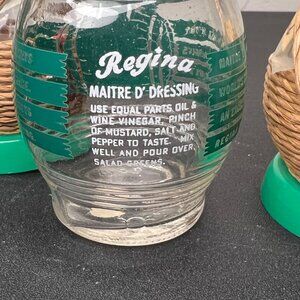 Regina
MAITRE D' DRESSING
USE EQUAL PARTS OIL &
WINE VINEGAR, PINCH
OF MUSTARD, SALT AND
PEPPER TO TASTE. MIX
WELL AND POUR OVER
SALAD GREENS.